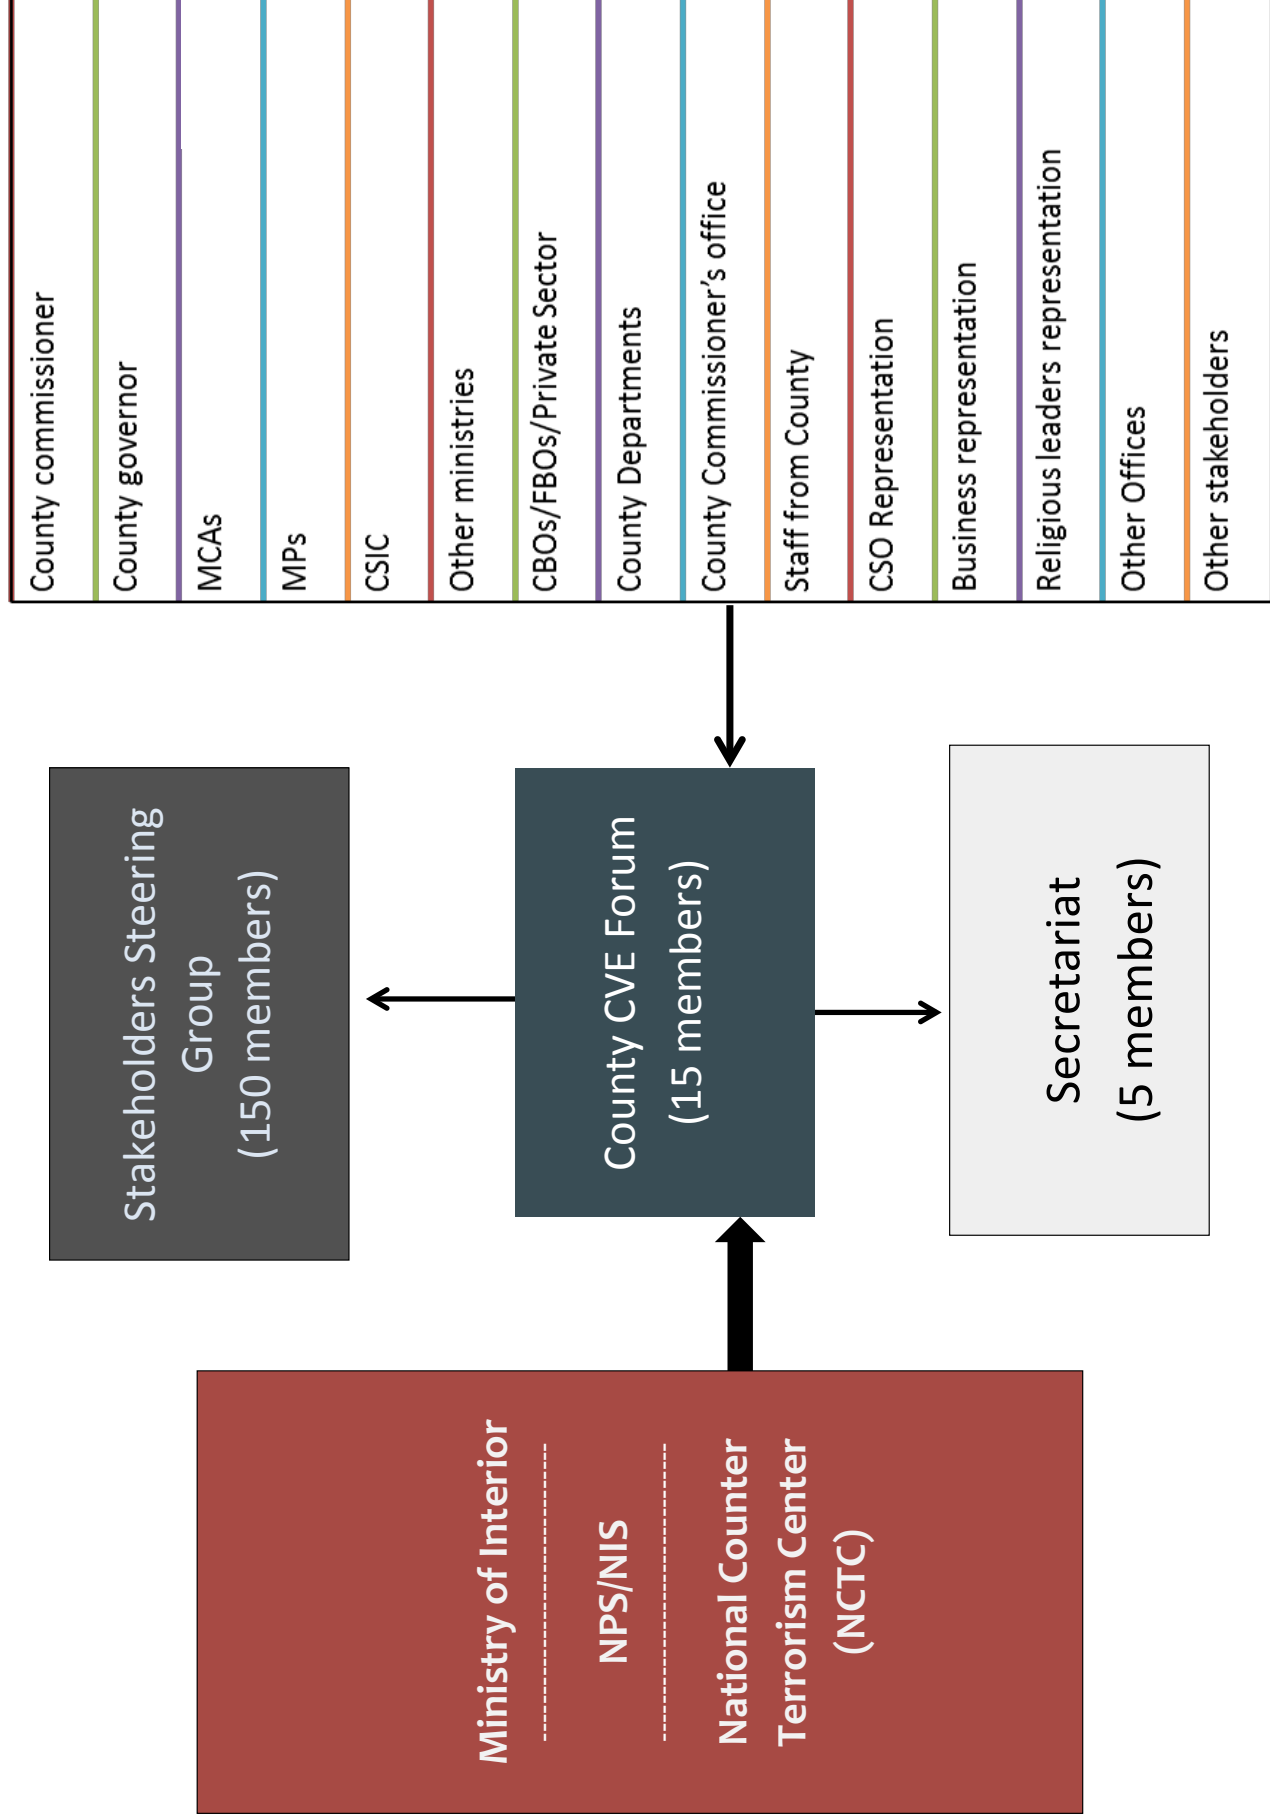 Ministry of Interior
NPS/NIS
National Counter
Terrorism Center
(NCTC)
Stakeholders Steering
Group
(150 members)
County CVE Forum
(15 members)
Secretariat
(5 members)
County commissioner
County governor
MCAs
MPs
CSIC
Other ministries
CBOs/FBOs/Private Sector
County Departments
County Commissioner’s office
Staff from County
CSO Representation
Business representation
Religious leaders representation
Other Offices
Other stakeholders